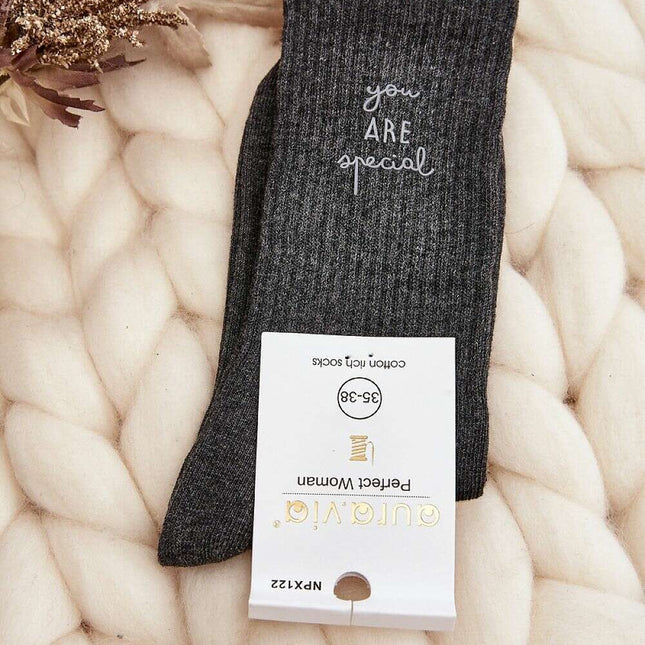 you
ARE
special
aura.via®
Perfect Woman
35-38
cotton rich socks
NPX122